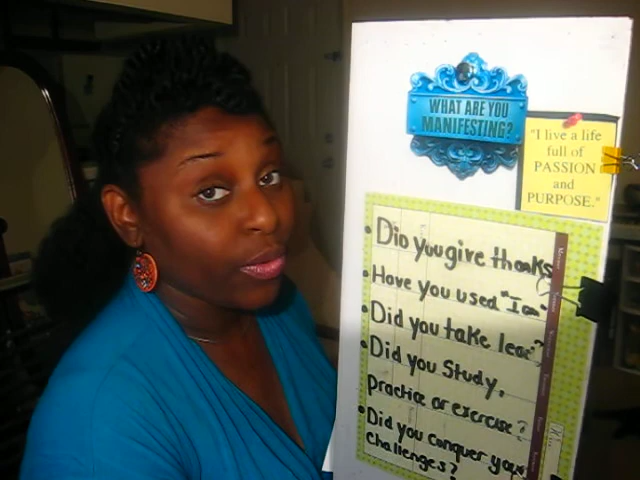 WHAT ARE YOU
MANIFESTING?
"I live a life
full of
PASSION
and
PURPOSE."
• Did you give thanks
• Have you used "I am"
• Did you take
• Did you Study,
practice or exercise?
• Did you conquer your
challenges?